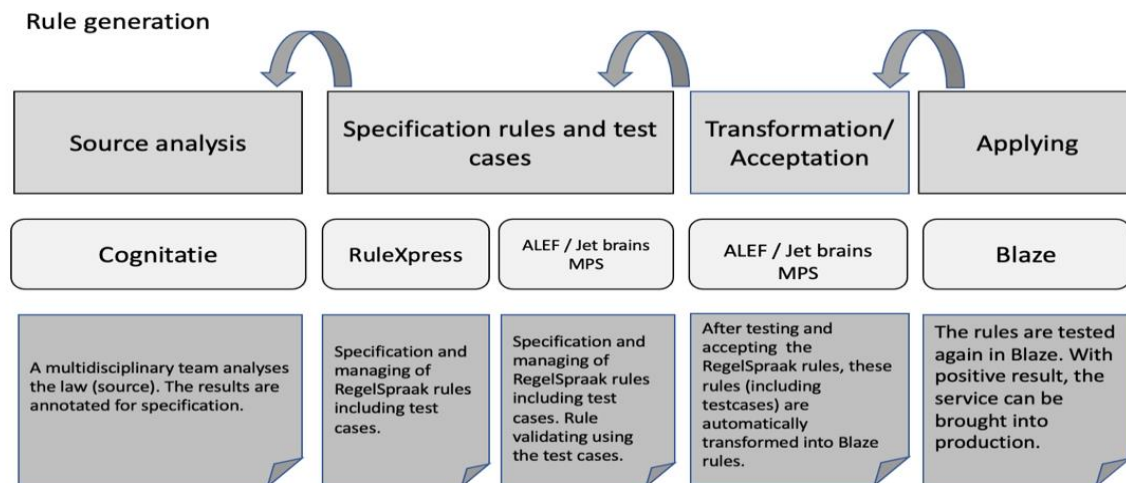 Rule generation
Source analysis
Specification rules and test
cases
Transformation/
Acceptation
Applying
Cognitatie
RuleXpress
ALEF / Jet brains
MPS
ALEF / Jet brains
MPS
Blaze
A multidisciplinary team analyses
the law (source). The results are
annotated for specification.
Specification and
managing of
RegelSpraak rules
including test
cases.
Specification and
managing of
RegelSpraak rules
including test
cases. Rule
validating using
the test cases.
After testing and
accepting the
RegelSpraak rules, these
rules (including
testcases) are
automatically
transformed into Blaze
rules.
The rules are tested
again in Blaze. With
positive result, the
service can be
brought into
production.